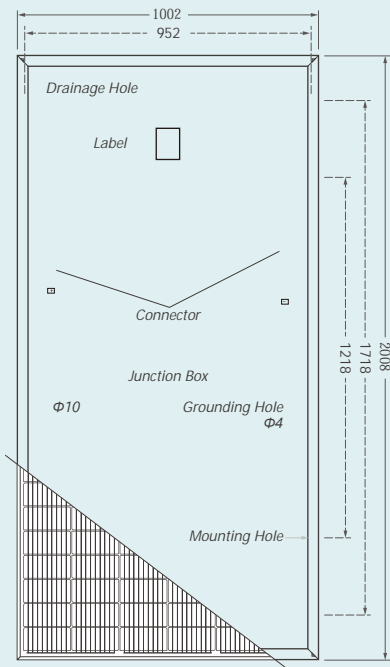 1002
952
Drainage Hole
Label
Connector
Junction Box
Φ10
Grounding Hole
Φ4
1218
1718
2008
Mounting Hole